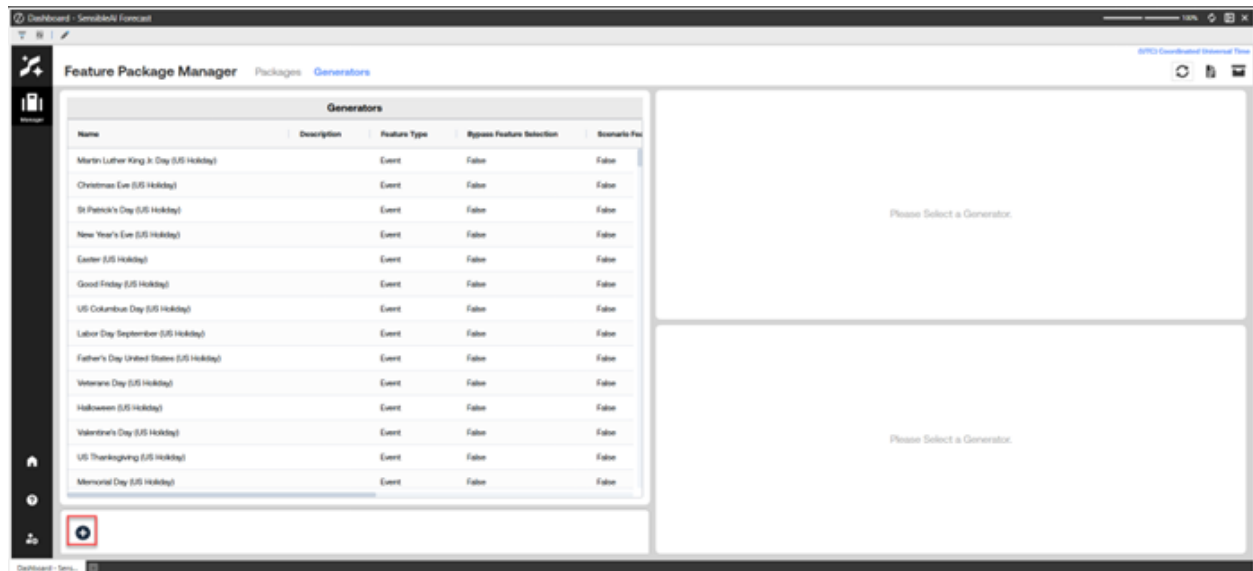 Dashboard - SensibleAI Forecast
100%
(UTC) Coordinated Universal Time
Feature Package Manager Packages Generators
Manager
Generators
Name Description Feature Type Bypass Feature Selection Scenario Fea
Martin Luther King Jr. Day (US Holiday) Event False False
Christmas Eve (US Holiday) Event False False
St Patrick's Day (US Holiday) Event False False
New Year's Eve (US Holiday) Event False False
Easter (US Holiday) Event False False
Good Friday (US Holiday) Event False False
US Columbus Day (US Holiday) Event False False
Labor Day September (US Holiday) Event False False
Father's Day United States (US Holiday) Event False False
Veterans Day (US Holiday) Event False False
Halloween (US Holiday) Event False False
Valentine's Day (US Holiday) Event False False
US Thanksgiving (US Holiday) Event False False
Memorial Day (US Holiday) Event False False
Please Select a Generator.
Please Select a Generator.
Dashboard - Sens...